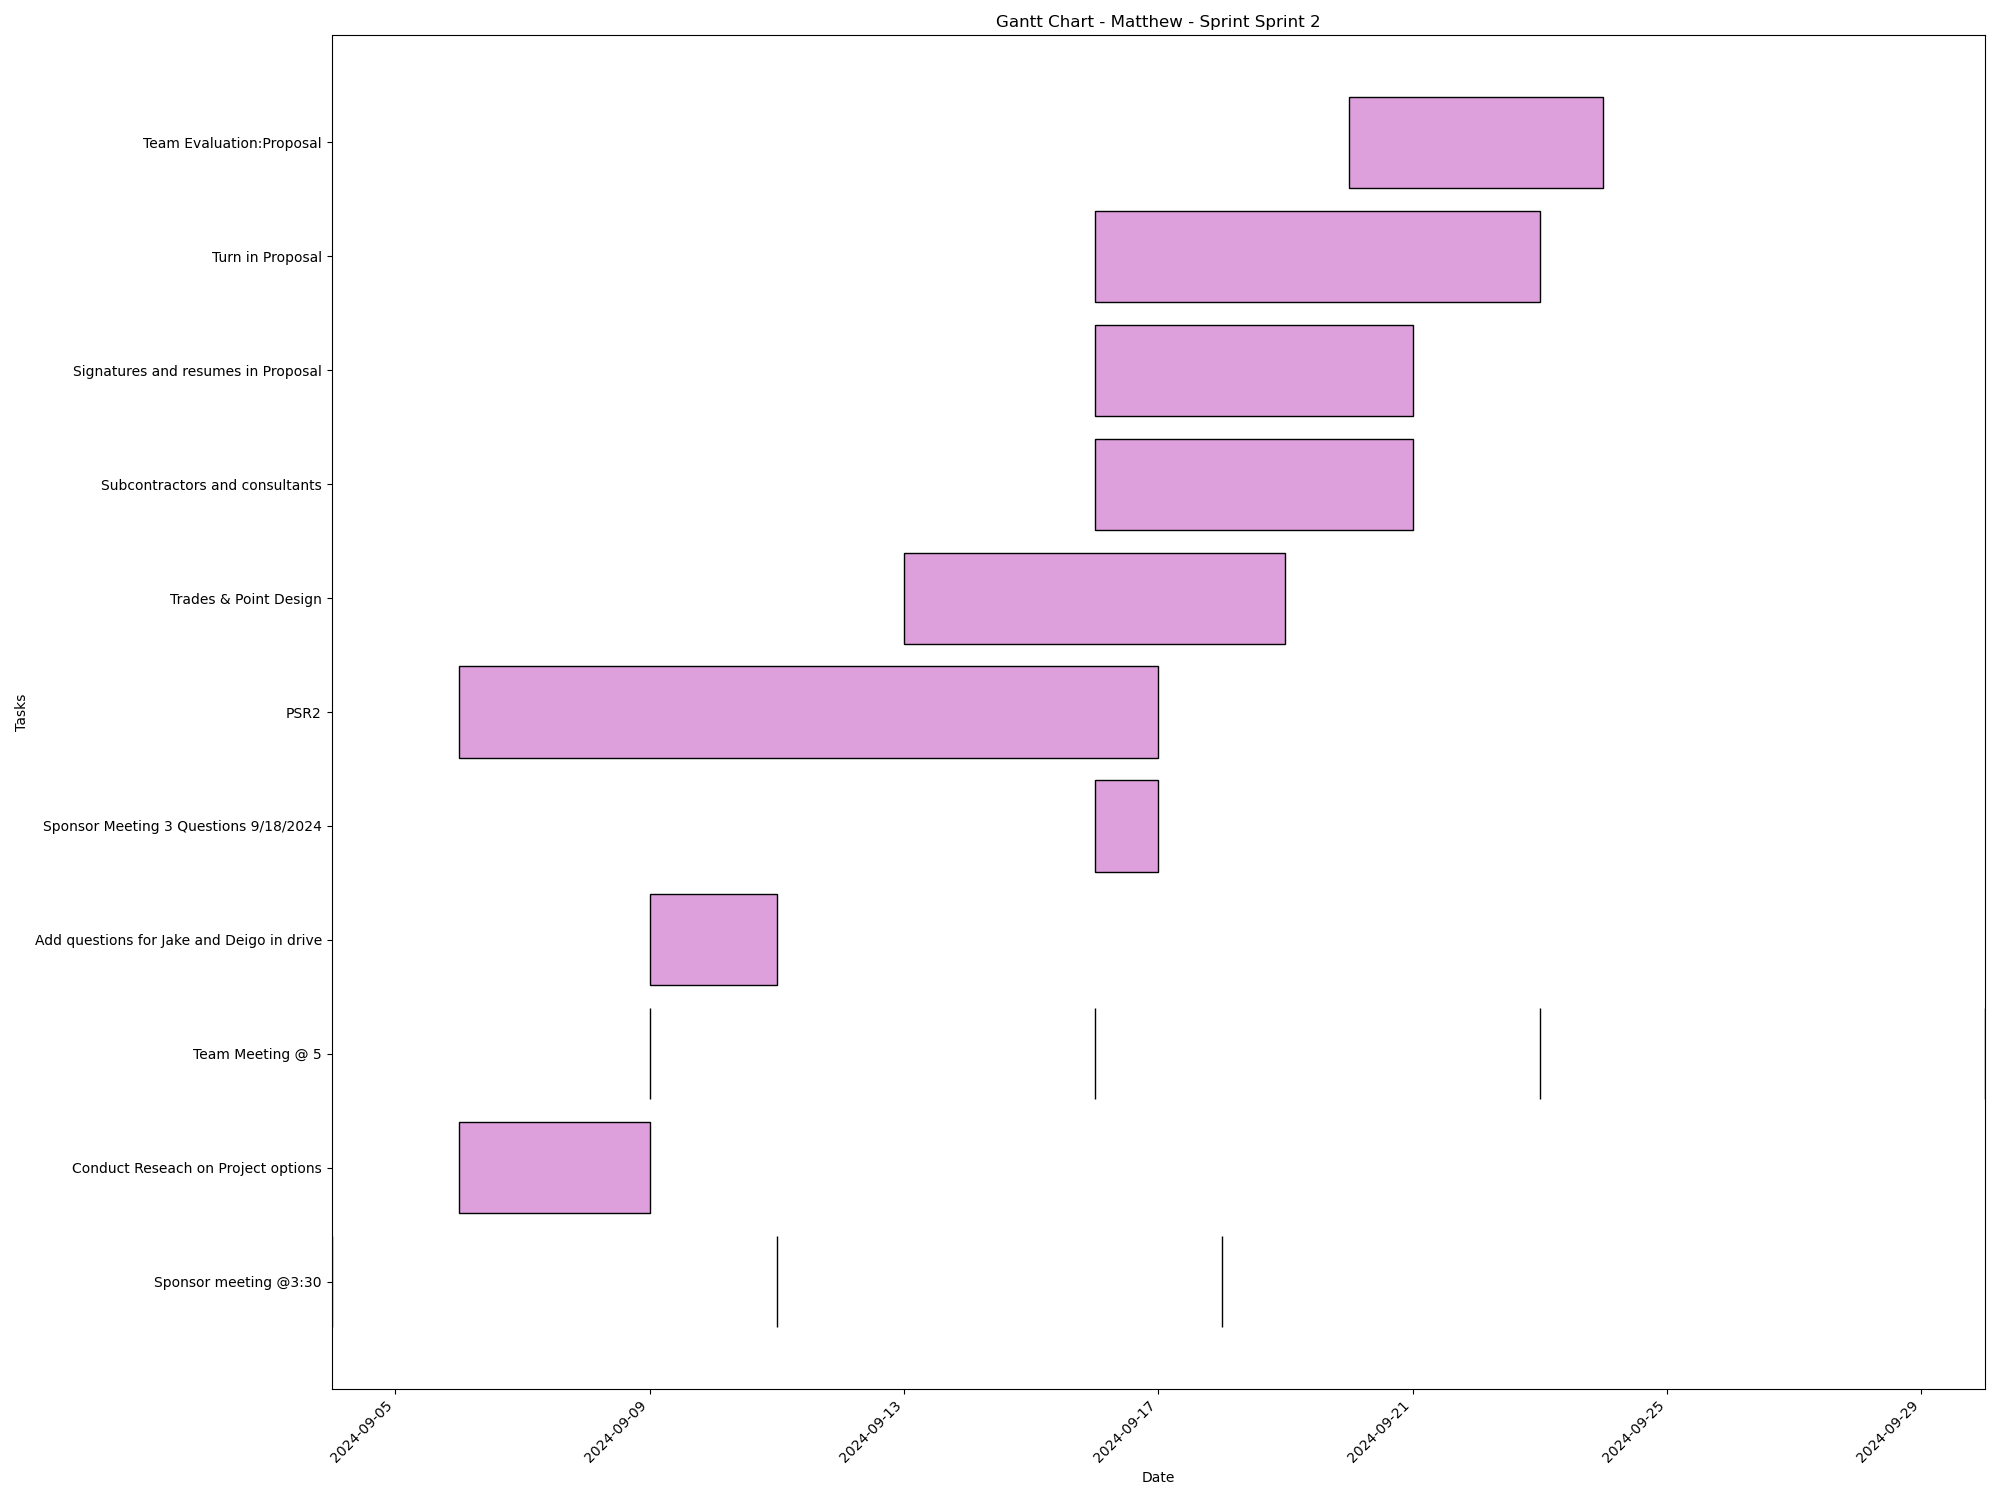 Gantt Chart - Matthew - Sprint Sprint 2
Team Evaluation:Proposal
Turn in Proposal
Signatures and resumes in Proposal
Subcontractors and consultants
Trades & Point Design
PSR2
Sponsor Meeting 3 Questions 9/18/2024
Add questions for Jake and Deigo in drive
Team Meeting @ 5
Conduct Reseach on Project options
Sponsor meeting @3:30
Tasks
2024-09-05
2024-09-09
2024-09-13
2024-09-17
2024-09-21
2024-09-25
2024-09-29
Date